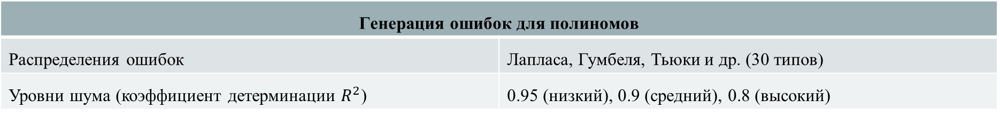 Генерация ошибок для полиномов
Распределения ошибок
Лапласа, Гумбеля, Тьюки и др. (30 типов)
Уровни шума (коэффициент детерминации R²)
0.95 (низкий), 0.9 (средний), 0.8 (высокий)